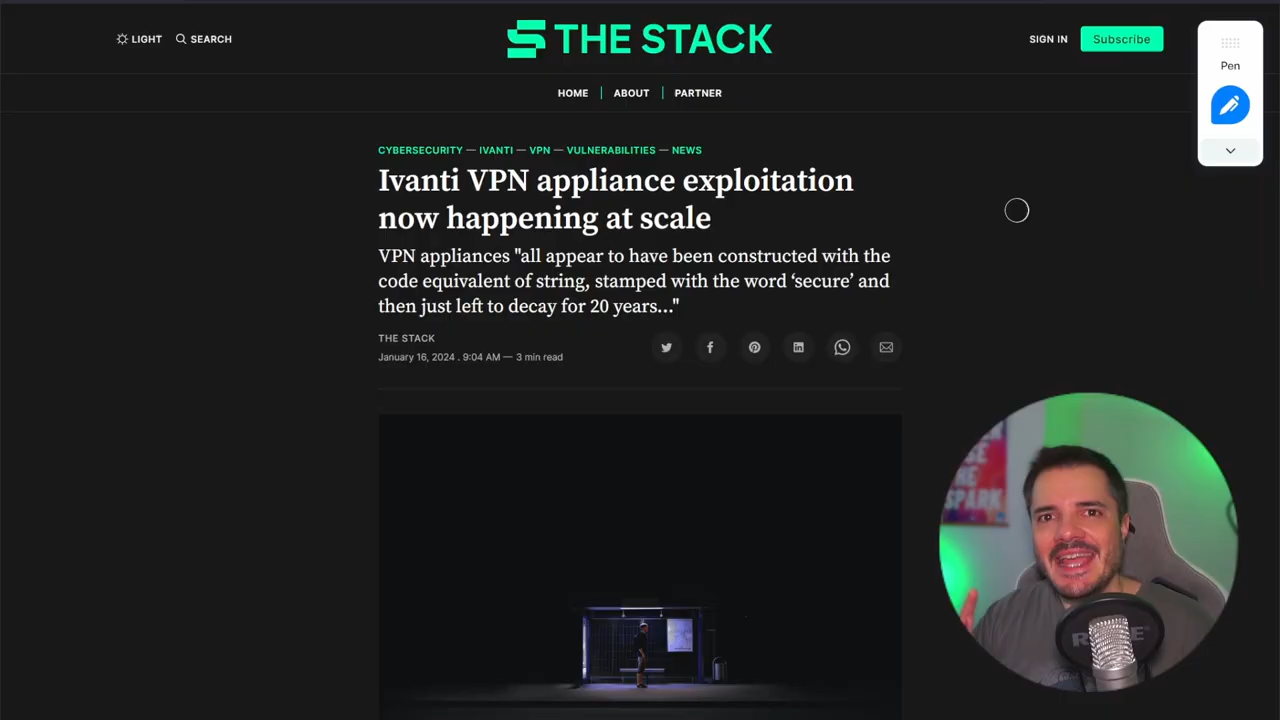 LIGHT
SEARCH
THE STACK
SIGN IN
Subscribe
Pen
HOME
ABOUT
PARTNER
CYBERSECURITY — IVANTI — VPN — VULNERABILITIES — NEWS
Ivanti VPN appliance exploitation
now happening at scale
VPN appliances "all appear to have been constructed with the
code equivalent of string, stamped with the word ‘secure’ and
then just left to decay for 20 years..."
THE STACK
January 16, 2024 . 9:04 AM — 3 min read
THE
SPARK